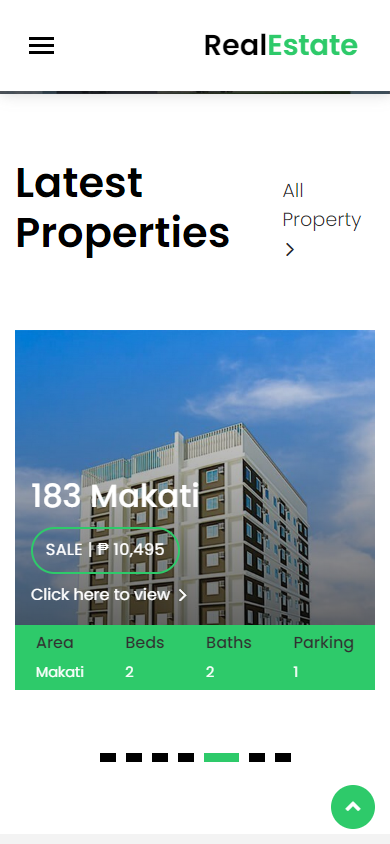 RealEstate
Latest
Properties
All
Property
183 Makati
SALE | ₱ 10,495
Click here to view
Area Beds Baths Parking
Makati 2 2 1